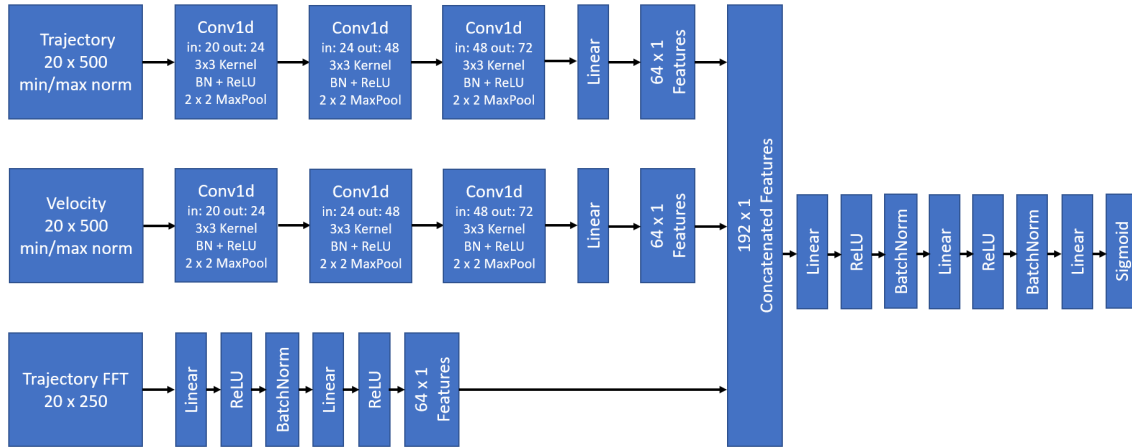 Trajectory
20 x 500
min/max norm
Conv1d
in: 20 out: 24
3x3 Kernel
BN + ReLU
2 x 2 MaxPool
Conv1d
in: 24 out: 48
3x3 Kernel
BN + ReLU
2 x 2 MaxPool
Conv1d
in: 48 out: 72
3x3 Kernel
BN + ReLU
2 x 2 MaxPool
Linear
64 x 1
Features
Velocity
20 x 500
min/max norm
Conv1d
in: 20 out: 24
3x3 Kernel
BN + ReLU
2 x 2 MaxPool
Conv1d
in: 24 out: 48
3x3 Kernel
BN + ReLU
2 x 2 MaxPool
Conv1d
in: 48 out: 72
3x3 Kernel
BN + ReLU
2 x 2 MaxPool
Linear
64 x 1
Features
Trajectory FFT
20 x 250
Linear
ReLU
BatchNorm
Linear
ReLU
64 x 1
Features
192 x 1
Concatenated Features
Linear
ReLU
BatchNorm
Linear
ReLU
BatchNorm
Linear
Sigmoid